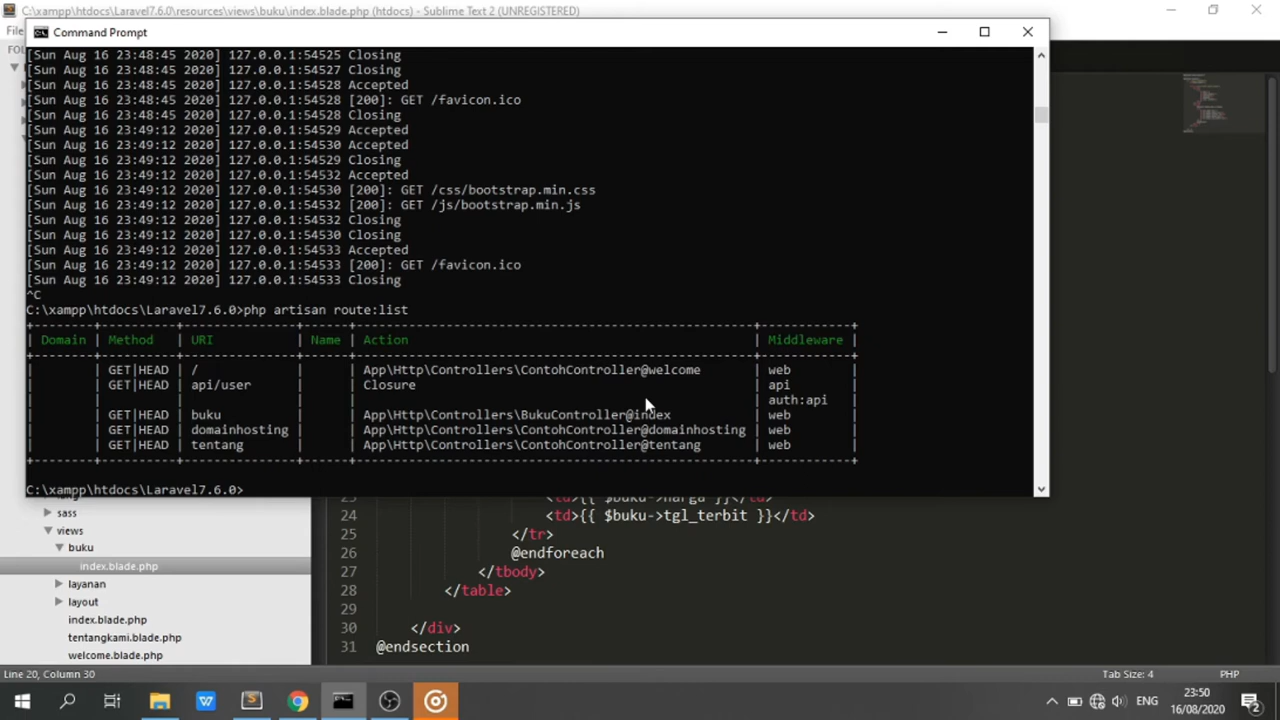 C:\xampp\htdocs\Laravel7.6.0\resources\views\buku\index.blade.php (htdocs) - Sublime Text 2 (UNREGISTERED)
File
Command Prompt
[Sun Aug 16 23:48:45 2020] 127.0.0.1:54525 Closing
[Sun Aug 16 23:48:45 2020] 127.0.0.1:54527 Closing
[Sun Aug 16 23:48:45 2020] 127.0.0.1:54528 Accepted
[Sun Aug 16 23:48:45 2020] 127.0.0.1:54528 [200]: GET /favicon.ico
[Sun Aug 16 23:48:45 2020] 127.0.0.1:54528 Closing
[Sun Aug 16 23:49:12 2020] 127.0.0.1:54529 Accepted
[Sun Aug 16 23:49:12 2020] 127.0.0.1:54530 Accepted
[Sun Aug 16 23:49:12 2020] 127.0.0.1:54529 Closing
[Sun Aug 16 23:49:12 2020] 127.0.0.1:54532 Accepted
[Sun Aug 16 23:49:12 2020] 127.0.0.1:54530 [200]: GET /css/bootstrap.min.css
[Sun Aug 16 23:49:12 2020] 127.0.0.1:54532 [200]: GET /js/bootstrap.min.js
[Sun Aug 16 23:49:12 2020] 127.0.0.1:54532 Closing
[Sun Aug 16 23:49:12 2020] 127.0.0.1:54530 Closing
[Sun Aug 16 23:49:12 2020] 127.0.0.1:54533 Accepted
[Sun Aug 16 23:49:12 2020] 127.0.0.1:54533 [200]: GET /favicon.ico
[Sun Aug 16 23:49:12 2020] 127.0.0.1:54533 Closing
^C
C:\xampp\htdocs\Laravel7.6.0>php artisan route:list
| Domain | Method | URI | Name | Action | Middleware |
| | GET|HEAD | / | | App\Http\Controllers\ContohController@welcome | web |
| | GET|HEAD | api/user | | Closure | api |
| | | | | | auth:api |
| | GET|HEAD | buku | | App\Http\Controllers\BukuController@index | web |
| | GET|HEAD | domainhosting | | App\Http\Controllers\ContohController@domainhosting | web |
| | GET|HEAD | tentang | | App\Http\Controllers\ContohController@tentang | web |
C:\xampp\htdocs\Laravel7.6.0>
sass
views
buku
index.blade.php
layanan
layout
index.blade.php
tentangkami.blade.php
welcome.blade.php
23 <td>{{ $buku->harga }}</td>
24 <td>{{ $buku->tgl_terbit }}</td>
25 </tr>
26 @endforeach
27 </tbody>
28 </table>
29
30 </div>
31 @endsection
Line 20, Column 30
Tab Size: 4 PHP
ENG
23:50
16/08/2020
2